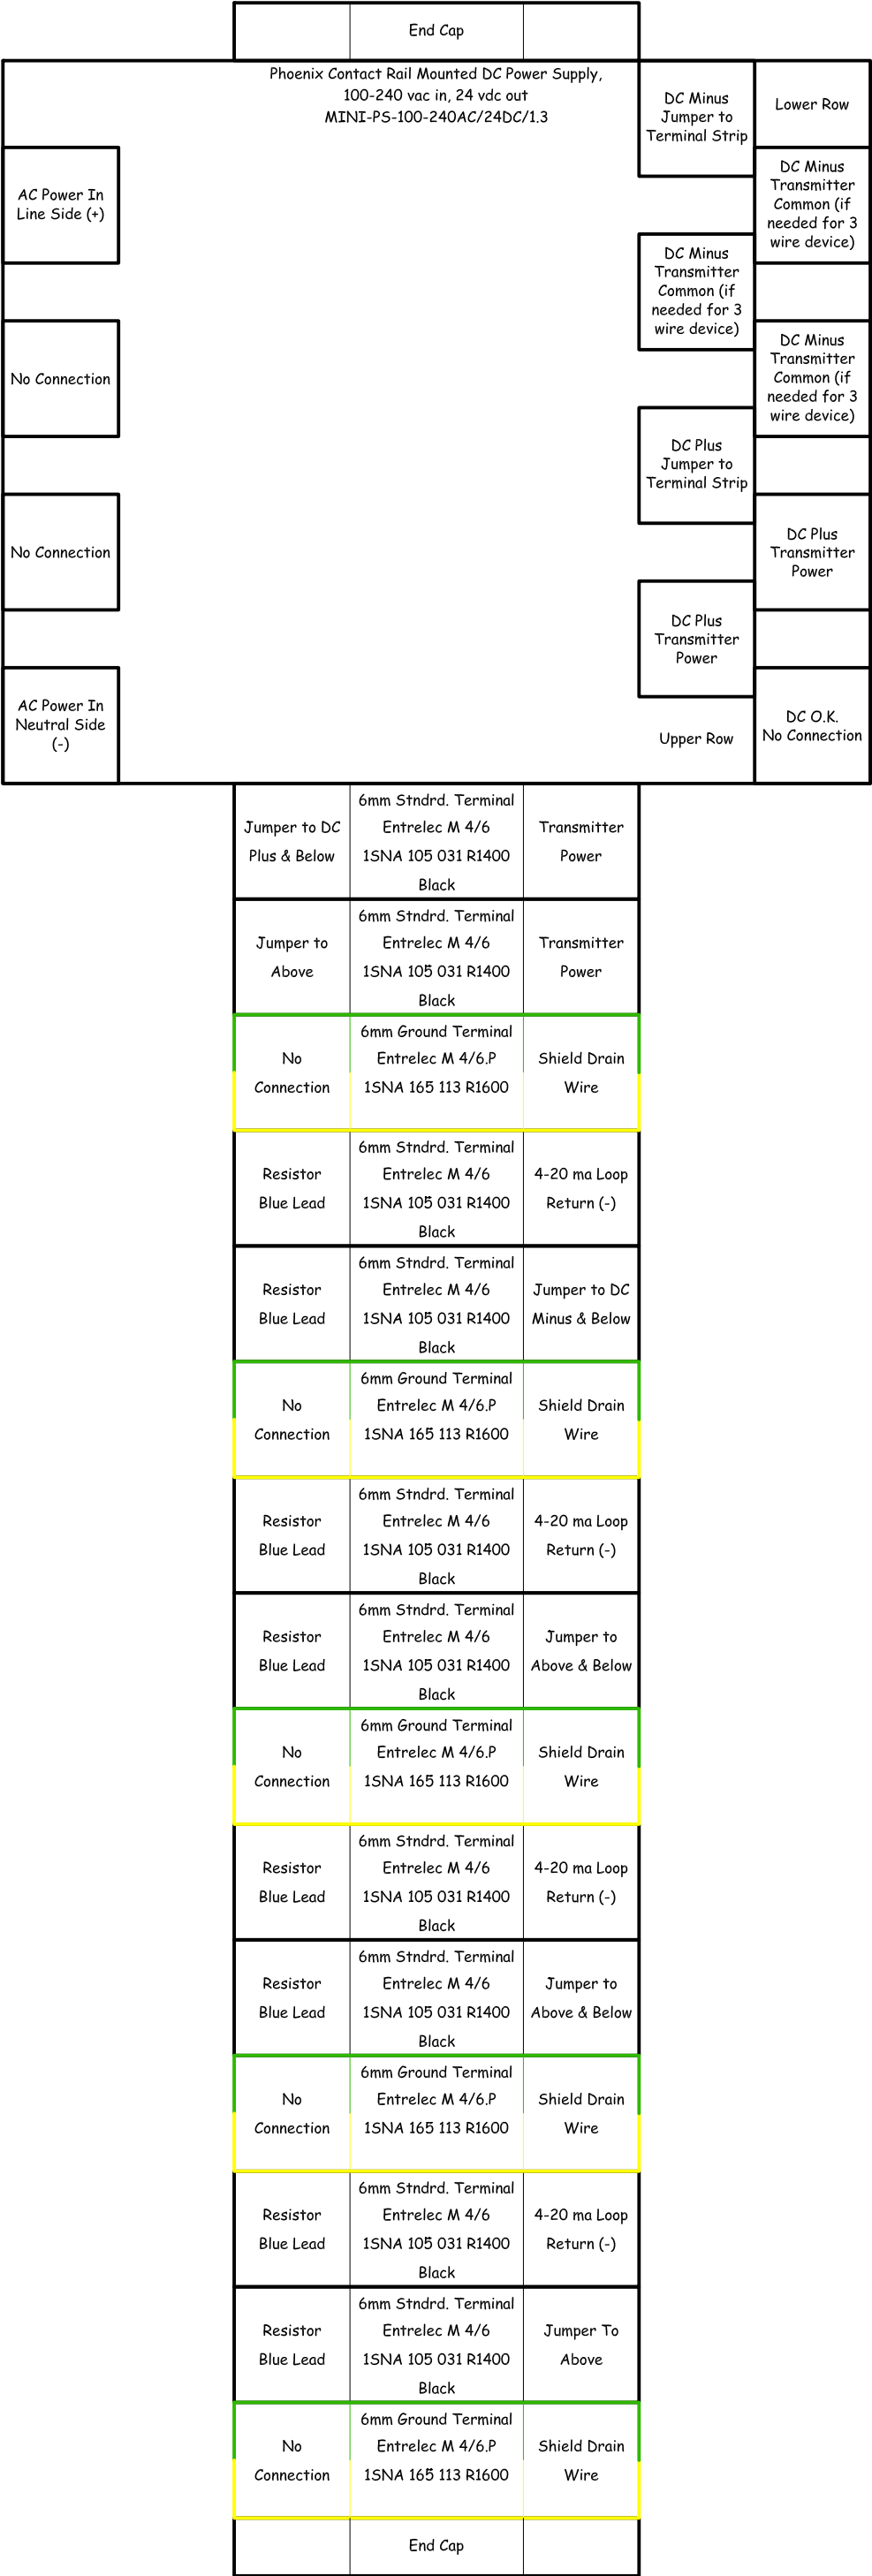 End Cap
Phoenix Contact Rail Mounted DC Power Supply,
100-240 vac in, 24 vdc out
MINI-PS-100-240AC/24DC/1.3
DC Minus
Jumper to
Terminal Strip
Lower Row
AC Power In
Line Side (+)
DC Minus
Transmitter
Common (if
needed for 3
wire device)
DC Minus
Transmitter
Common (if
needed for 3
wire device)
No Connection
DC Minus
Transmitter
Common (if
needed for 3
wire device)
DC Plus
Jumper to
Terminal Strip
No Connection
DC Plus
Transmitter
Power
DC Plus
Transmitter
Power
AC Power In
Neutral Side
(-)
Upper Row
DC O.K.
No Connection
Jumper to DC
Plus & Below
6mm Stndrd. Terminal
Entrelec M 4/6
1SNA 105 031 R1400
Black
Transmitter
Power
Jumper to
Above
6mm Stndrd. Terminal
Entrelec M 4/6
1SNA 105 031 R1400
Black
Transmitter
Power
No
Connection
6mm Ground Terminal
Entrelec M 4/6.P
1SNA 165 113 R1600
Shield Drain
Wire
Resistor
Blue Lead
6mm Stndrd. Terminal
Entrelec M 4/6
1SNA 105 031 R1400
Black
4-20 ma Loop
Return (-)
Resistor
Blue Lead
6mm Stndrd. Terminal
Entrelec M 4/6
1SNA 105 031 R1400
Black
Jumper to DC
Minus & Below
No
Connection
6mm Ground Terminal
Entrelec M 4/6.P
1SNA 165 113 R1600
Shield Drain
Wire
Resistor
Blue Lead
6mm Stndrd. Terminal
Entrelec M 4/6
1SNA 105 031 R1400
Black
4-20 ma Loop
Return (-)
Resistor
Blue Lead
6mm Stndrd. Terminal
Entrelec M 4/6
1SNA 105 031 R1400
Black
Jumper to
Above & Below
No
Connection
6mm Ground Terminal
Entrelec M 4/6.P
1SNA 165 113 R1600
Shield Drain
Wire
Resistor
Blue Lead
6mm Stndrd. Terminal
Entrelec M 4/6
1SNA 105 031 R1400
Black
4-20 ma Loop
Return (-)
Resistor
Blue Lead
6mm Stndrd. Terminal
Entrelec M 4/6
1SNA 105 031 R1400
Black
Jumper to
Above & Below
No
Connection
6mm Ground Terminal
Entrelec M 4/6.P
1SNA 165 113 R1600
Shield Drain
Wire
Resistor
Blue Lead
6mm Stndrd. Terminal
Entrelec M 4/6
1SNA 105 031 R1400
Black
4-20 ma Loop
Return (-)
Resistor
Blue Lead
6mm Stndrd. Terminal
Entrelec M 4/6
1SNA 105 031 R1400
Black
Jumper To
Above
No
Connection
6mm Ground Terminal
Entrelec M 4/6.P
1SNA 165 113 R1600
Shield Drain
Wire
End Cap